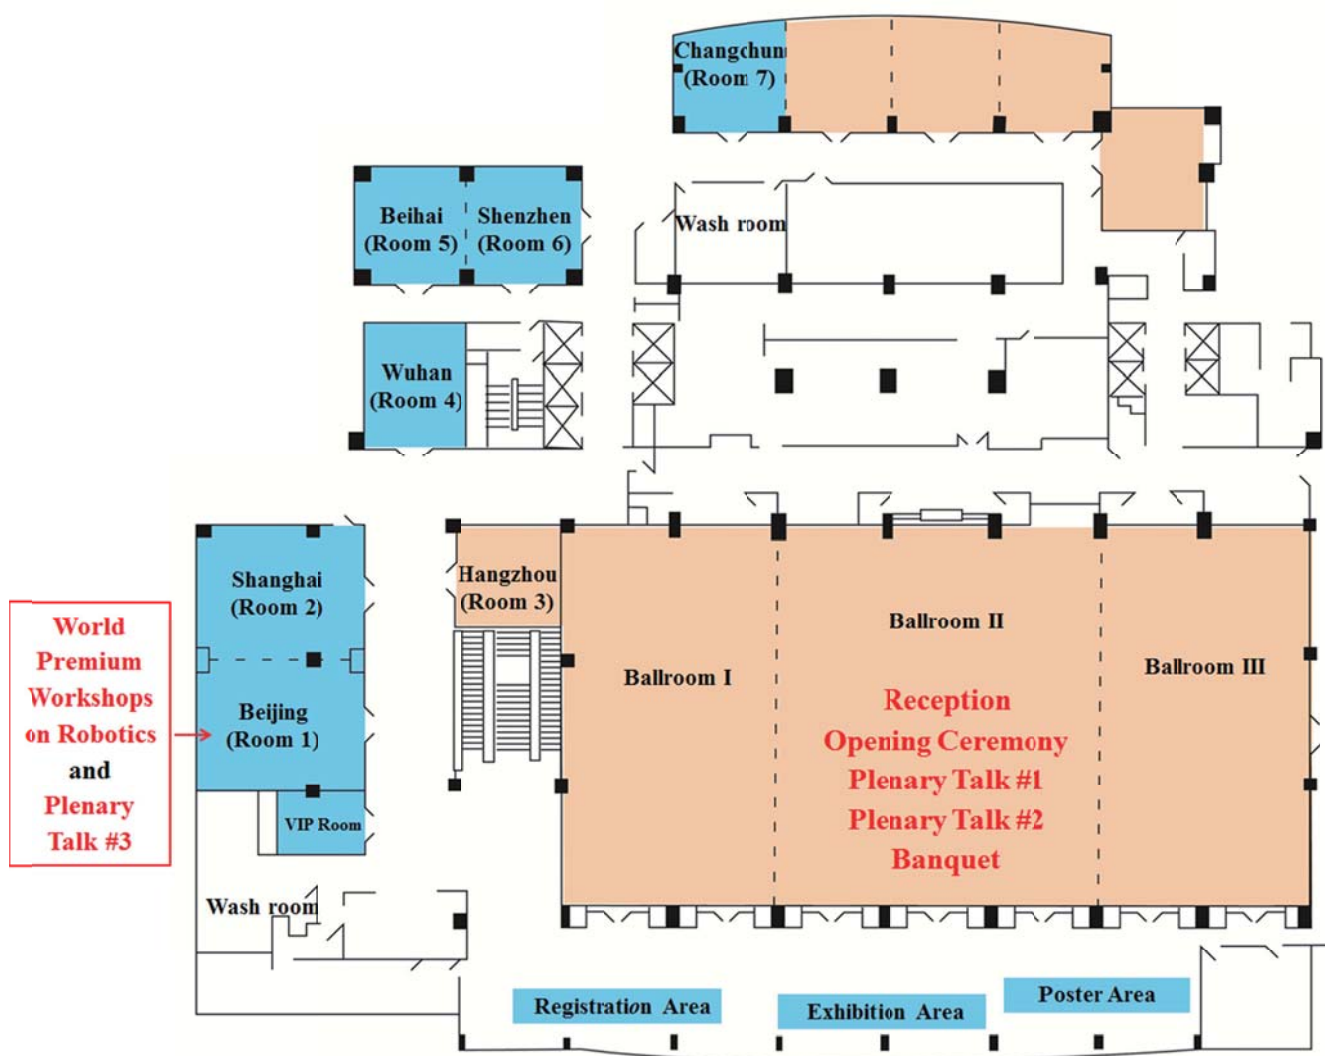 Changchun
(Room 7)
Beihai
(Room 5)
Shenzhen
(Room 6)
Wash room
Wuhan
(Room 4)
Shanghai
(Room 2)
Hangzhou
(Room 3)
World
Premium
Workshops
on Robotics
and
Plenary
Talk #3
Beijing
(Room 1)
VIP Room
Wash room
Ballroom I
Ballroom II
Ballroom III
Reception
Opening Ceremony
Plenary Talk #1
Plenary Talk #2
Banquet
Registration Area
Exhibition Area
Poster Area